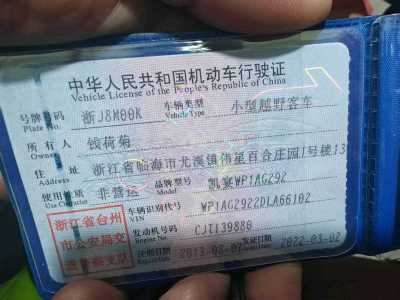 中华人民共和国机动车行驶证
Vehicle License of the People's Republic of China
号牌号码 浙J8M00K 车辆类型 小型越野客车
Plate No. Vehicle Type
所有人 钱荷菊
Owner
住址 浙江省临海市尤溪镇伟星百合庄园1号楼13
Address
使用性质 非营运 品牌型号 凯宴WP1AG292
Use Character Model
浙江省台州 车辆识别代号 WP1AG2922DLA66102
VIN
市公安局交 发动机号码 CJT139880
Engine No.
注册日期 发证日期 2022-03-02
Issue Date